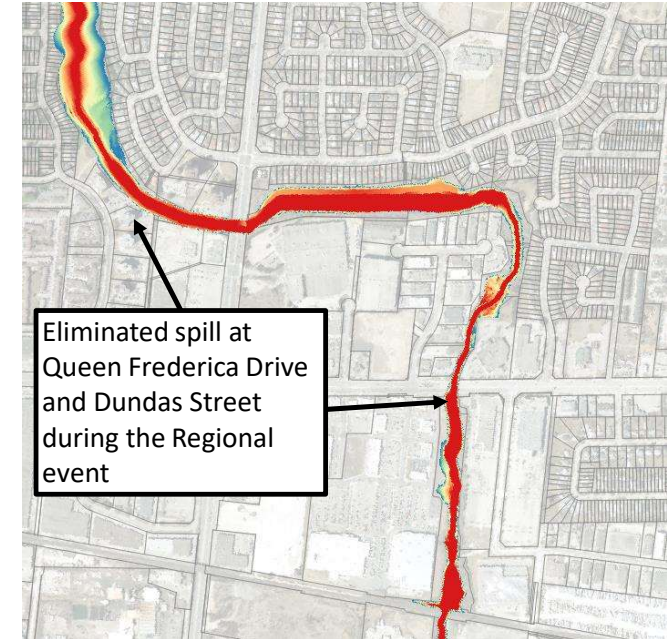 Eliminated spill at
Queen Frederica Drive
and Dundas Street
during the Regional
event